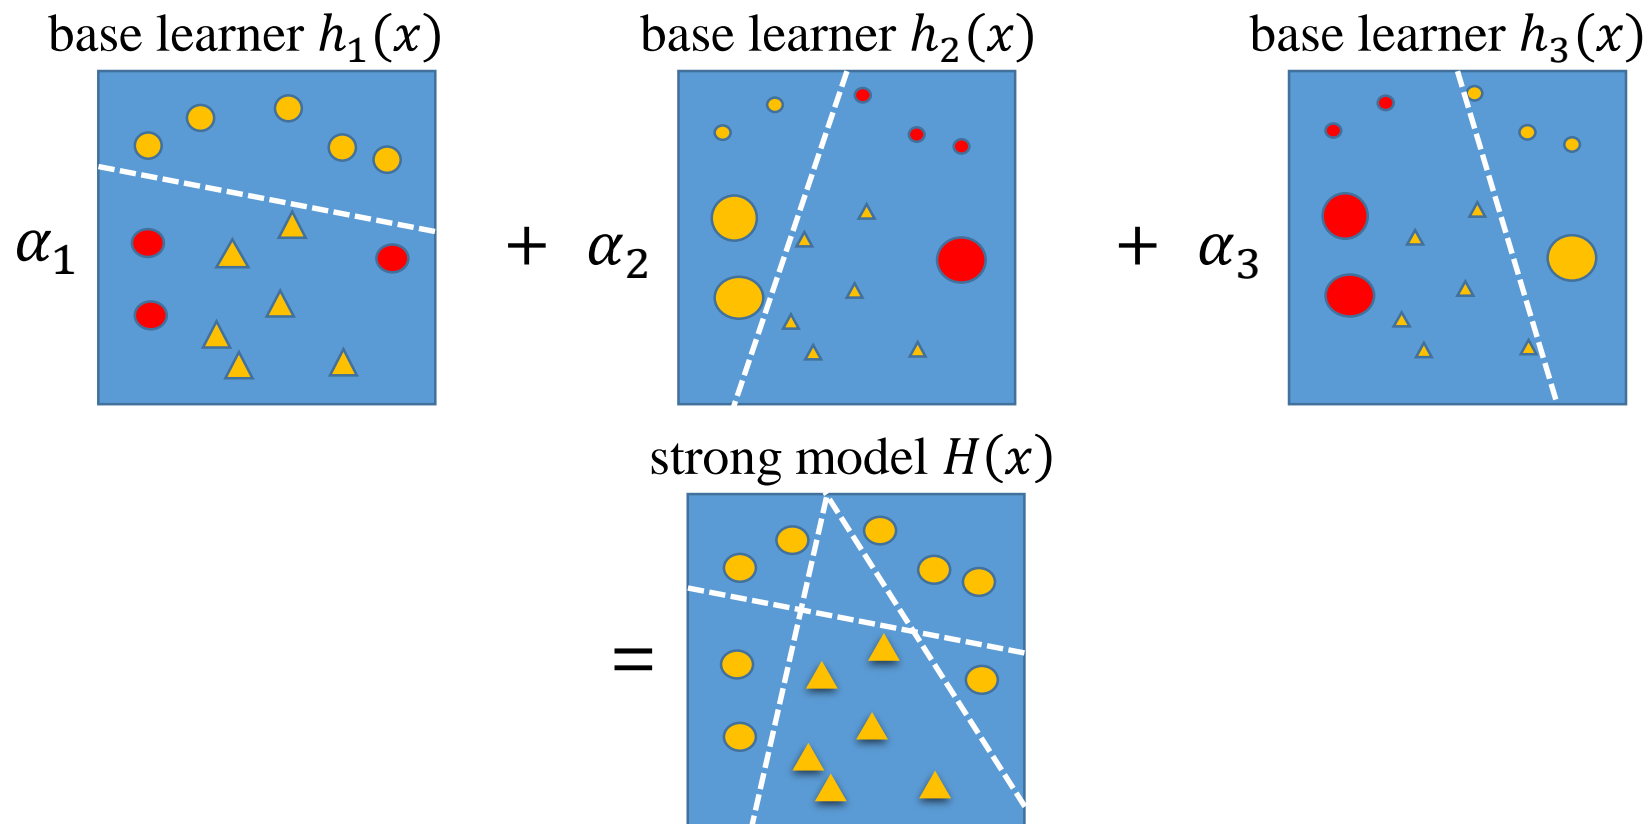 base learner ℎ₁(𝑥)
base learner ℎ₂(𝑥)
base learner ℎ₃(𝑥)
𝛼₁ + 𝛼₂ + 𝛼₃
strong model 𝐻(𝑥)
=